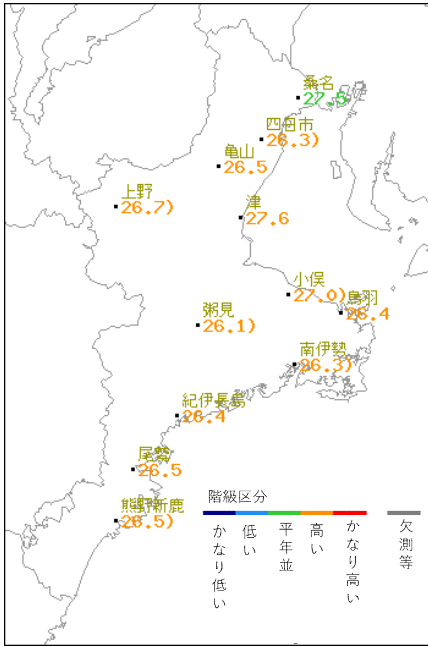 桑名
27.5
四日市
26.3)
亀山
26.5
上野
26.7)
津
27.6
小俣
27.0)
鳥羽
26.4
粥見
26.1)
南伊勢
26.3)
紀伊長島
26.4
尾鷲
26.5
熊野新鹿
26.5)
階級区分
かなり低い
低い
平年並
高い
かなり高い
欠測等